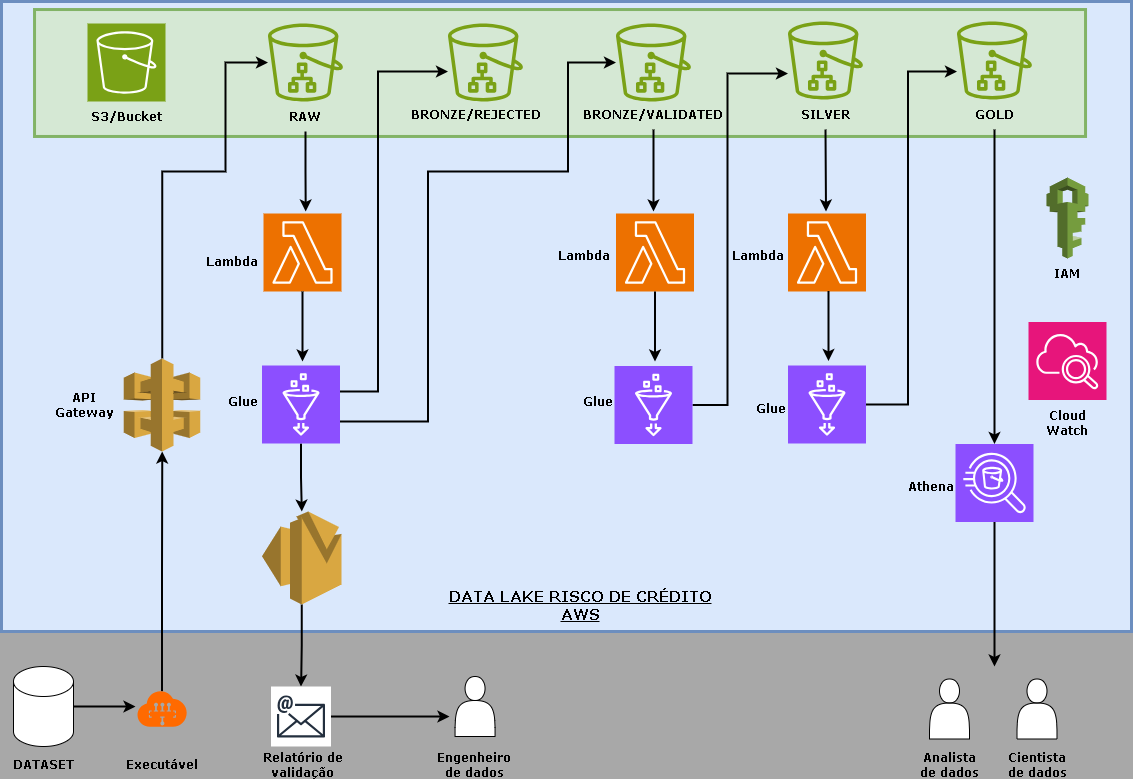 S3/Bucket
RAW
BRONZE/REJECTED
BRONZE/VALIDATED
SILVER
GOLD
Lambda
Lambda
Lambda
IAM
API
Gateway
Glue
Glue
Glue
Cloud
Watch
Athena
DATA LAKE RISCO DE CRÉDITO
AWS
@
DATASET
Executável
Relatório de
validação
Engenheiro
de dados
Analista
de dados
Cientista
de dados